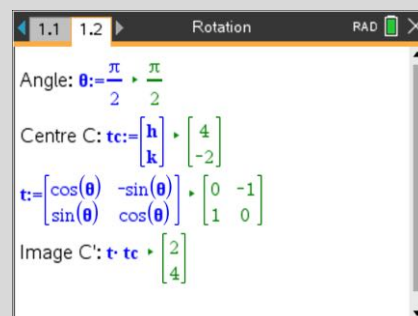 1.1 1.2 Rotation RAD
Angle: θ:=π/2 ▸ π/2
Centre C: tc:=[h; k] ▸ [4; -2]
t:=[cos(θ) -sin(θ); sin(θ) cos(θ)] ▸ [0 -1; 1 0]
Image C': t· tc ▸ [2; 4]